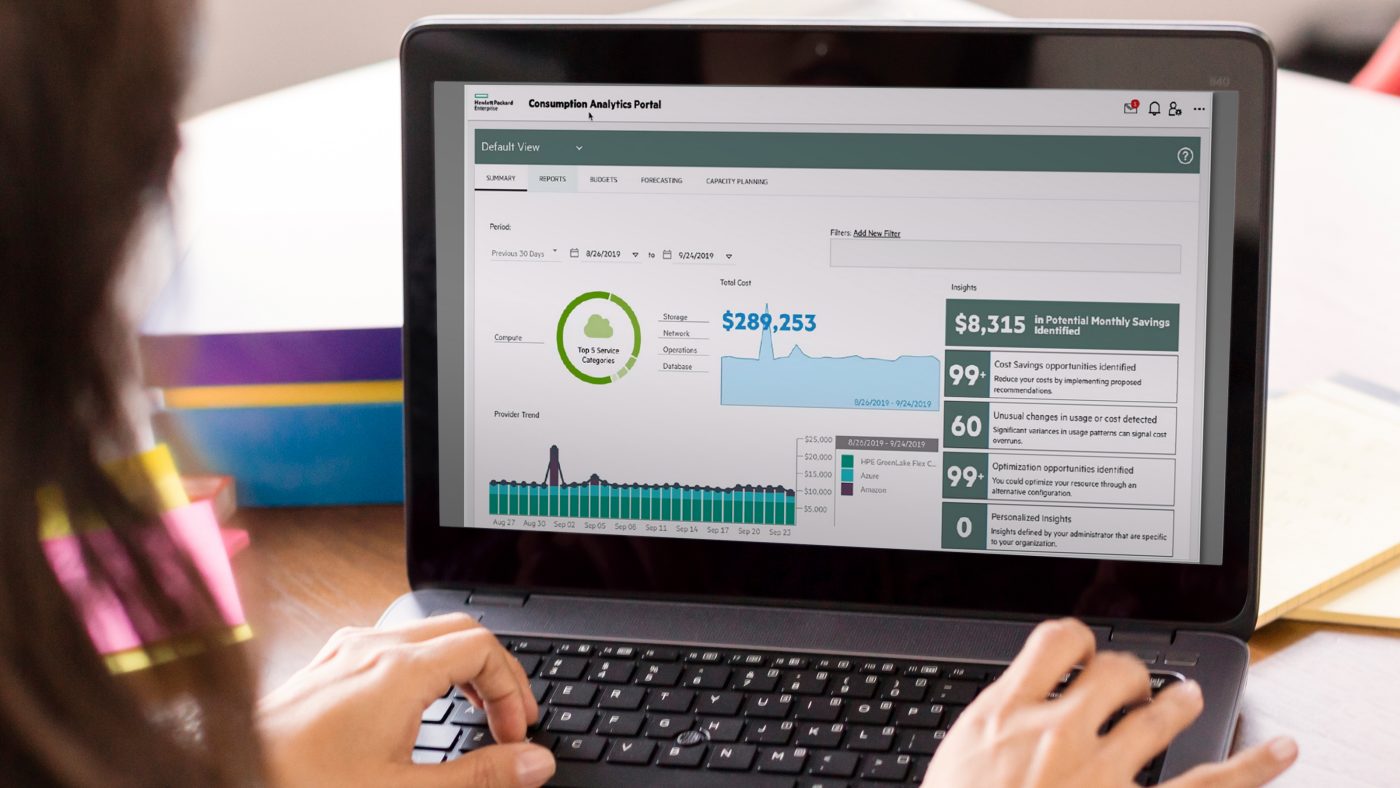 840
Hewlett Packard
Enterprise
Consumption Analytics Portal
1
Default View
?
SUMMARY REPORTS BUDGETS FORECASTING CAPACITY PLANNING
Period:
Previous 30 Days 8/26/2019 to 9/24/2019
Filters: Add New Filter
Compute
Top 5 Service
Categories
Storage
Network
Operations
Database
Total Cost
$289,253
8/26/2019 - 9/24/2019
Insights
$8,315 in Potential Monthly Savings
Identified
99+ Cost Savings opportunities identified
Reduce your costs by implementing proposed
recommendations.
60 Unusual changes in usage or cost detected
Significant variances in usage patterns can signal cost
overruns.
99+ Optimization opportunities identified
You could optimize your resource through an
alternative configuration.
0 Personalized Insights
Insights defined by your administrator that are specific
to your organization.
Provider Trend
$25,000
$20,000
$15,000
$10,000
$5,000
8/26/2019 - 9/24/2019
HPE GreenLake Flex C...
Azure
Amazon
Aug 27 Aug 30 Sep 02 Sep 05 Sep 08 Sep 11 Sep 14 Sep 17 Sep 20 Sep 23
E R T Y U I O P
D F G H J K L
Z C V B N M